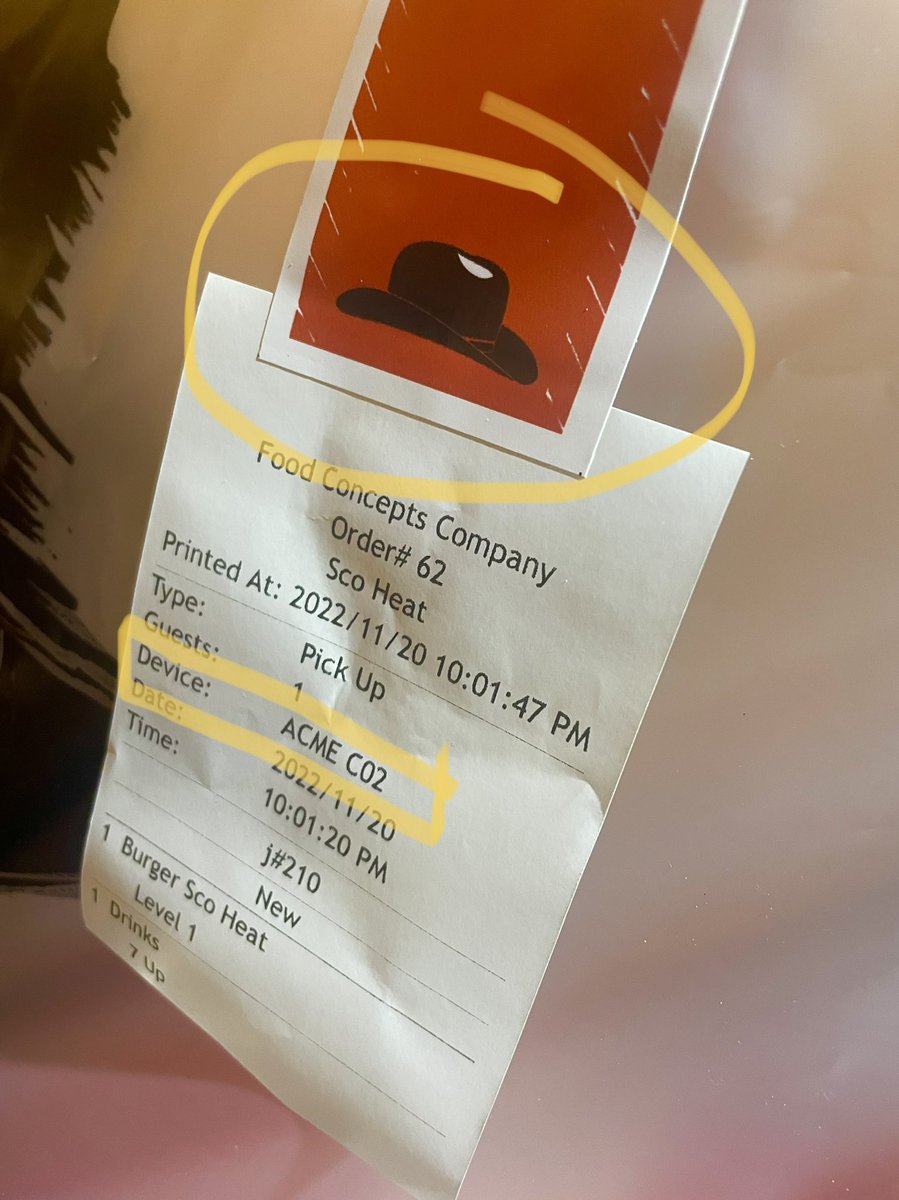 Food Concepts Company
Order# 62
Sco Heat
Printed At: 2022/11/20 10:01:47 PM
Type: Pick Up
Guests: 1
Device: ACME C02
Date: 2022/11/20
Time: 10:01:20 PM
j#210
New
1 Burger Sco Heat
Level 1
1 Drinks
7 Up